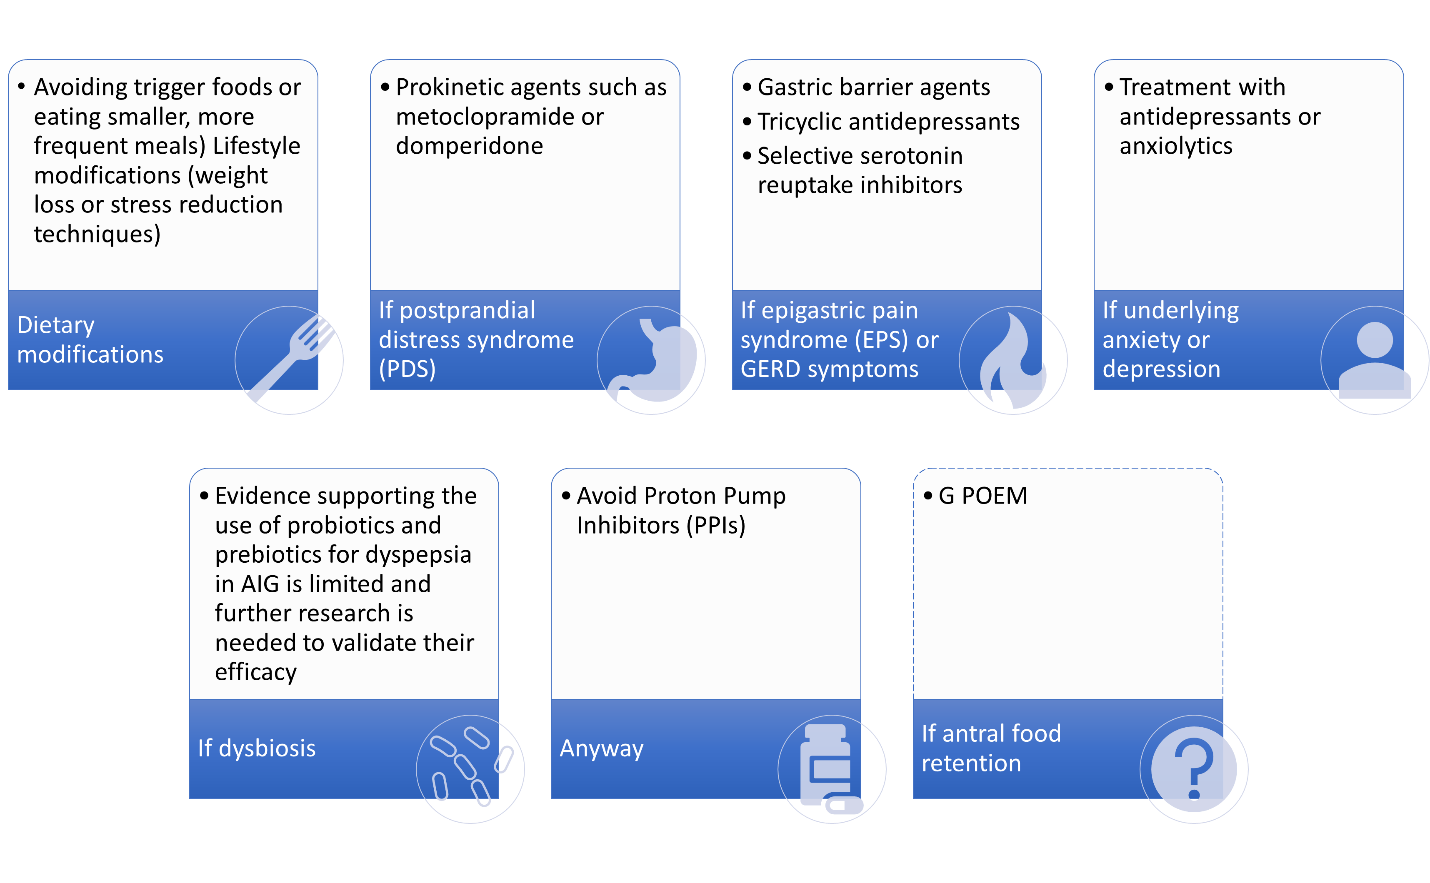 • Avoiding trigger foods or
eating smaller, more
frequent meals) Lifestyle
modifications (weight
loss or stress reduction
techniques)
Dietary
modifications
• Prokinetic agents such as
metoclopramide or
domperidone
If postprandial
distress syndrome
(PDS)
• Gastric barrier agents
• Tricyclic antidepressants
• Selective serotonin
reuptake inhibitors
If epigastric pain
syndrome (EPS) or
GERD symptoms
• Treatment with
antidepressants or
anxiolytics
If underlying
anxiety or
depression
• Evidence supporting the
use of probiotics and
prebiotics for dyspepsia
in AIG is limited and
further research is
needed to validate their
efficacy
If dysbiosis
• Avoid Proton Pump
Inhibitors (PPIs)
Anyway
• G POEM
If antral food
retention
?